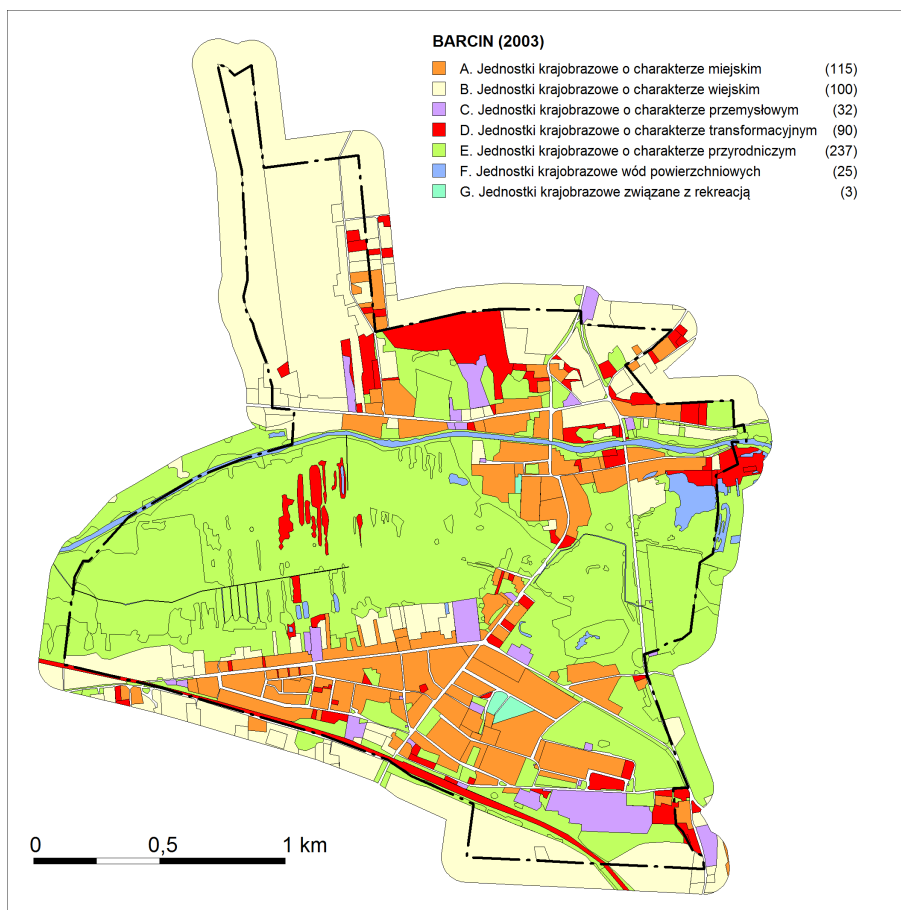 BARCIN (2003)
A. Jednostki krajobrazowe o charakterze miejskim (115)
B. Jednostki krajobrazowe o charakterze wiejskim (100)
C. Jednostki krajobrazowe o charakterze przemysłowym (32)
D. Jednostki krajobrazowe o charakterze transformacyjnym (90)
E. Jednostki krajobrazowe o charakterze przyrodniczym (237)
F. Jednostki krajobrazowe wód powierzchniowych (25)
G. Jednostki krajobrazowe związane z rekreacją (3)
0 0,5 1 km